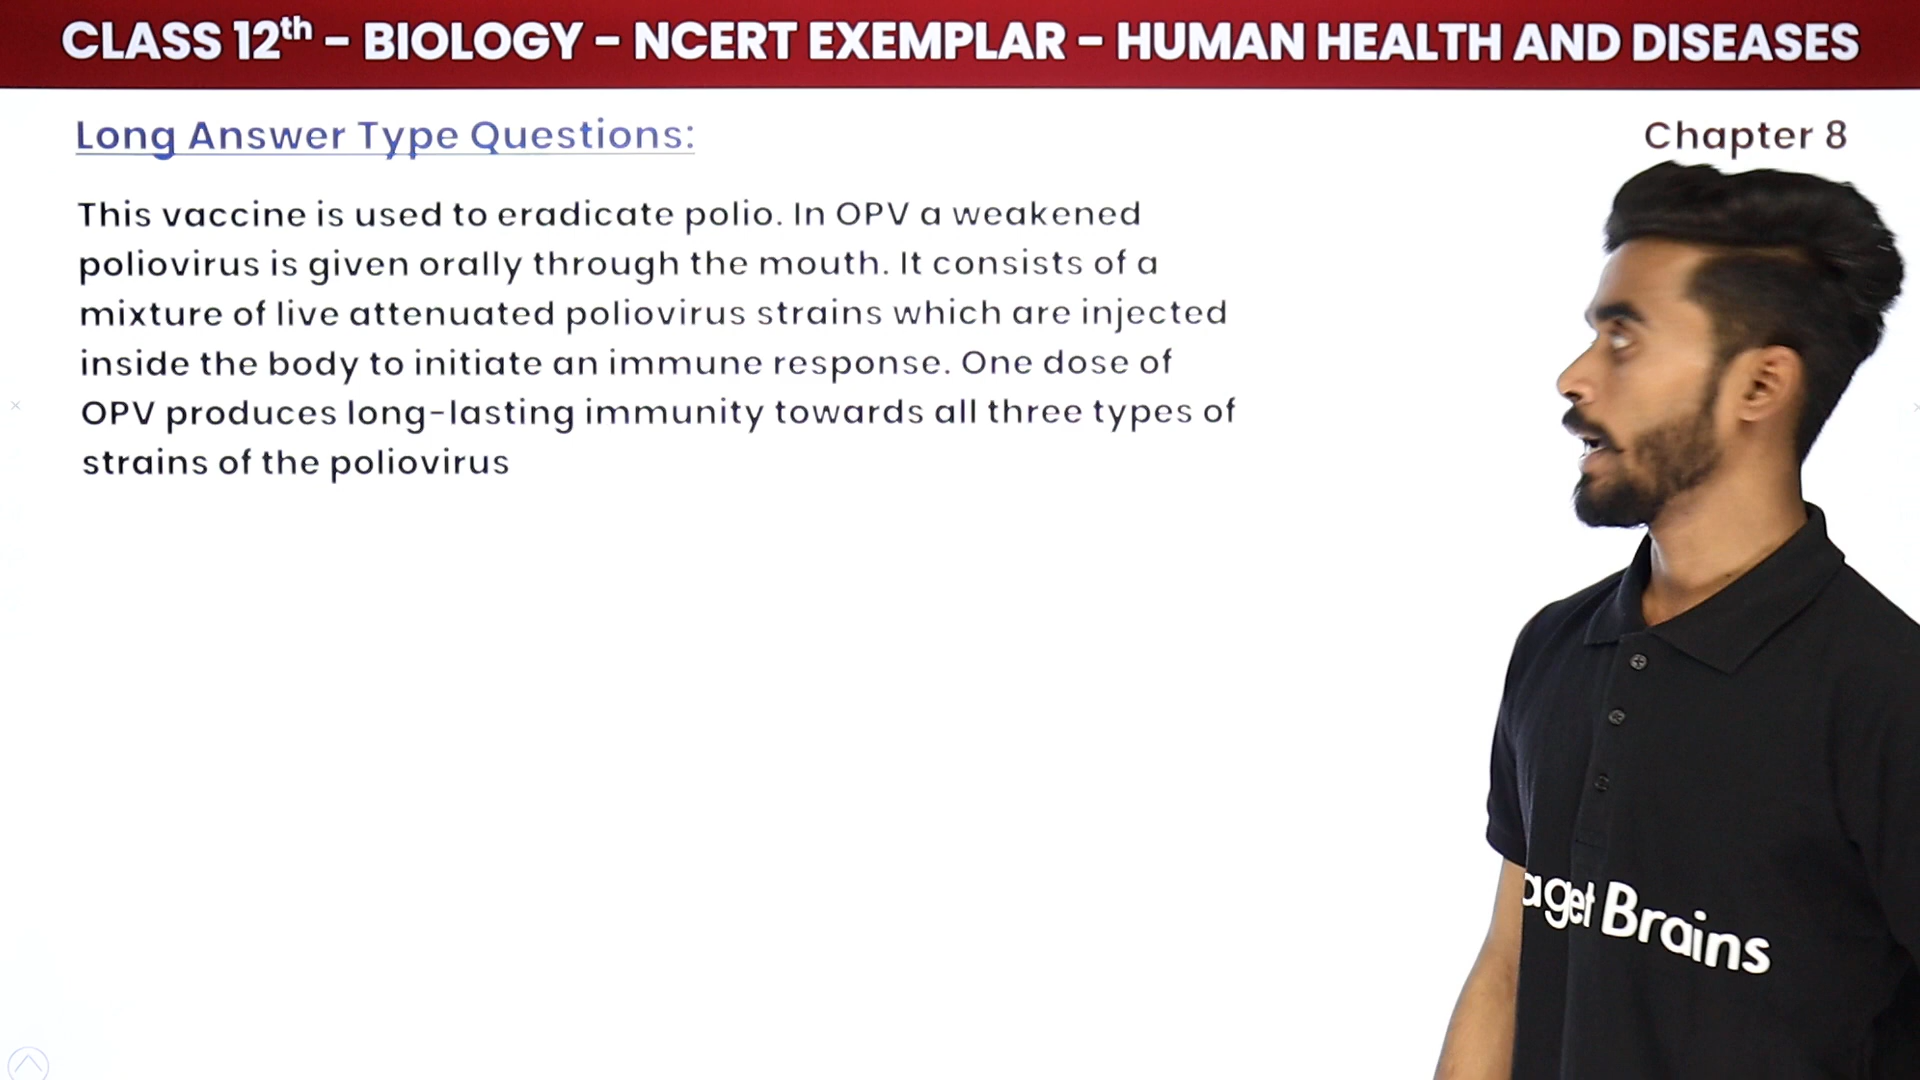 CLASS 12th - BIOLOGY - NCERT EXEMPLAR - HUMAN HEALTH AND DISEASES
Long Answer Type Questions:
Chapter 8
This vaccine is used to eradicate polio. In OPV a weakened
poliovirus is given orally through the mouth. It consists of a
mixture of live attenuated poliovirus strains which are injected
inside the body to initiate an immune response. One dose of
OPV produces long-lasting immunity towards all three types of
strains of the poliovirus
aget Brains